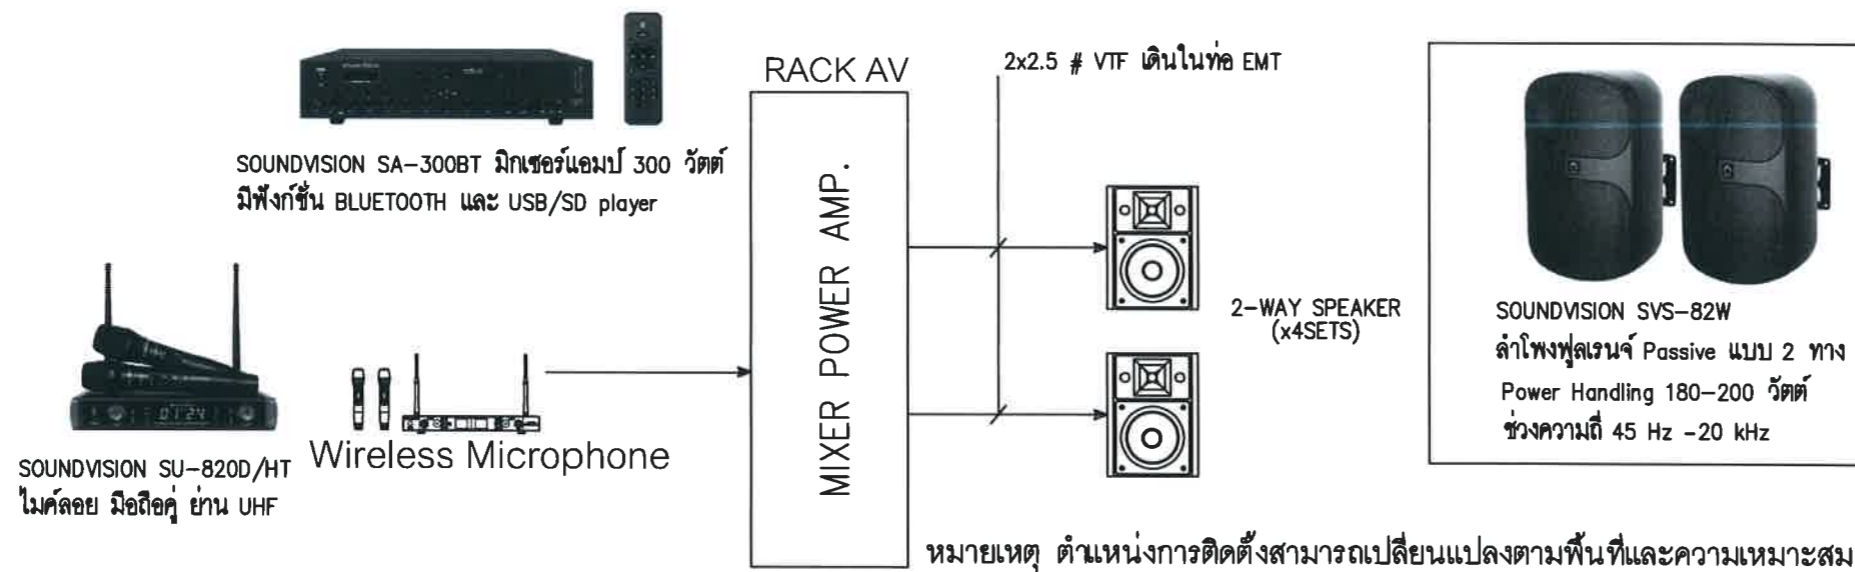 SOUNDVISION SA-300BT มิกเซอร์แอมป์ 300 วัตต์
มีฟังก์ชั่น BLUETOOTH และ USB/SD player
RACK AV
MIXER POWER AMP.
2x2.5 # VTF เดินในท่อ EMT
2-WAY SPEAKER
(x4SETS)
Wireless Microphone
SOUNDVISION SU-820D/HT
ไมค์ลอย มือถือคู่ ย่าน UHF
SOUNDVISION SVS-82W
ลำโพงฟูลเรนจ์ Passive แบบ 2 ทาง
Power Handling 180-200 วัตต์
ช่วงความถี่ 45 Hz -20 kHz
หมายเหตุ ตำแหน่งการติดตั้งสามารถเปลี่ยนแปลงตามพื้นที่และความเหมาะสม